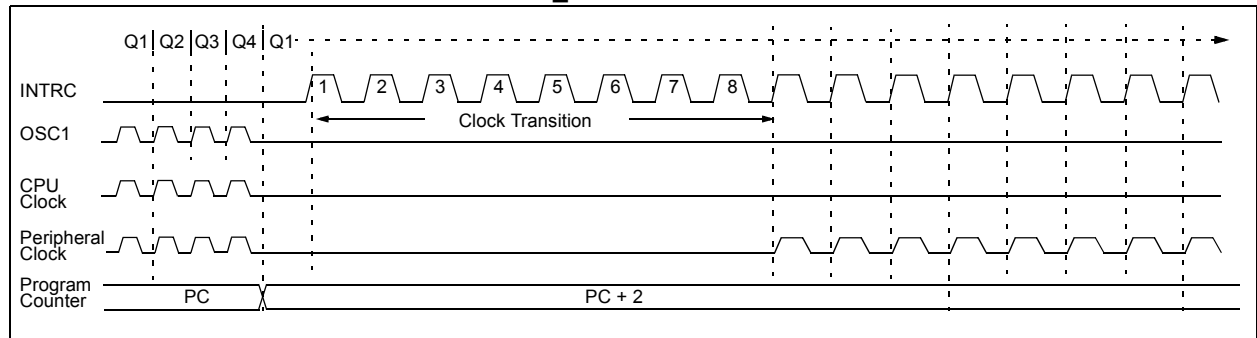 _
Q1 Q2 Q3 Q4 Q1
INTRC
1 2 3 4 5 6 7 8
Clock Transition
OSC1
CPU
Clock
Peripheral
Clock
Program
Counter
PC
PC + 2